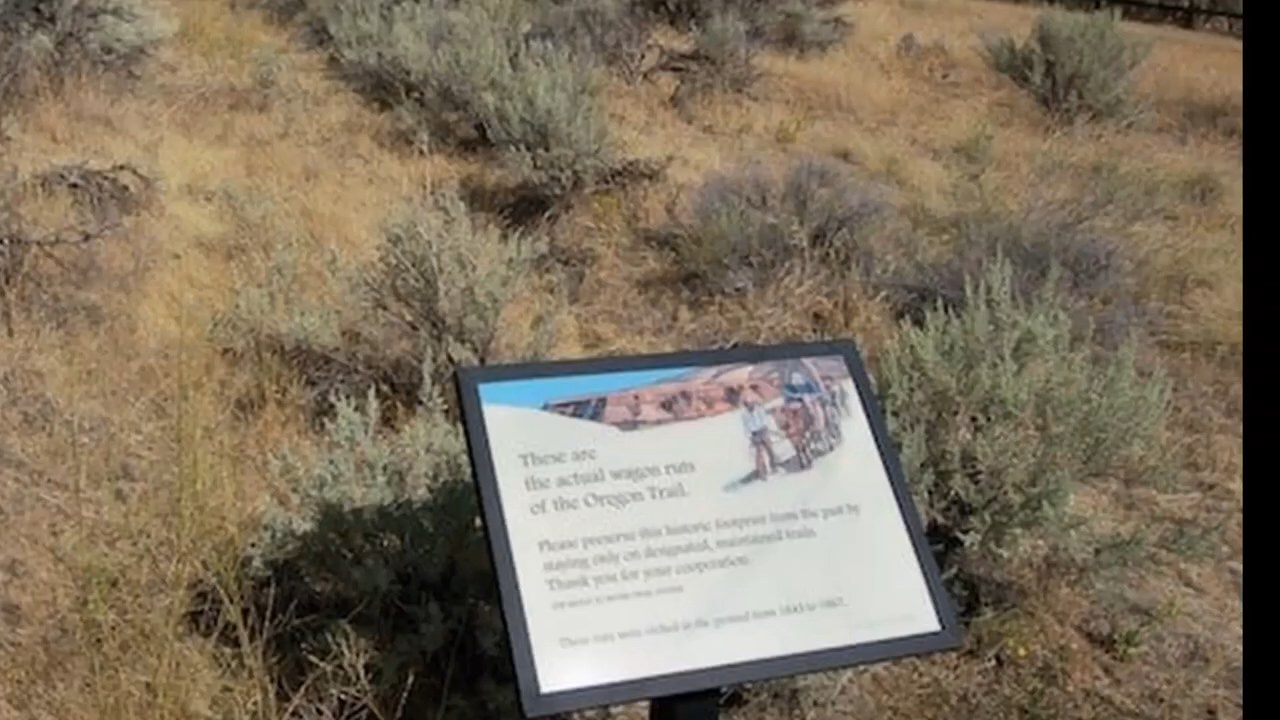 These are
the actual wagon ruts
of the Oregon Trail.
Please preserve this historic footprint from the past by
staying only on designated, maintained trails.
Thank you for your cooperation.
These ruts were etched in the ground from 1843 to 1867.